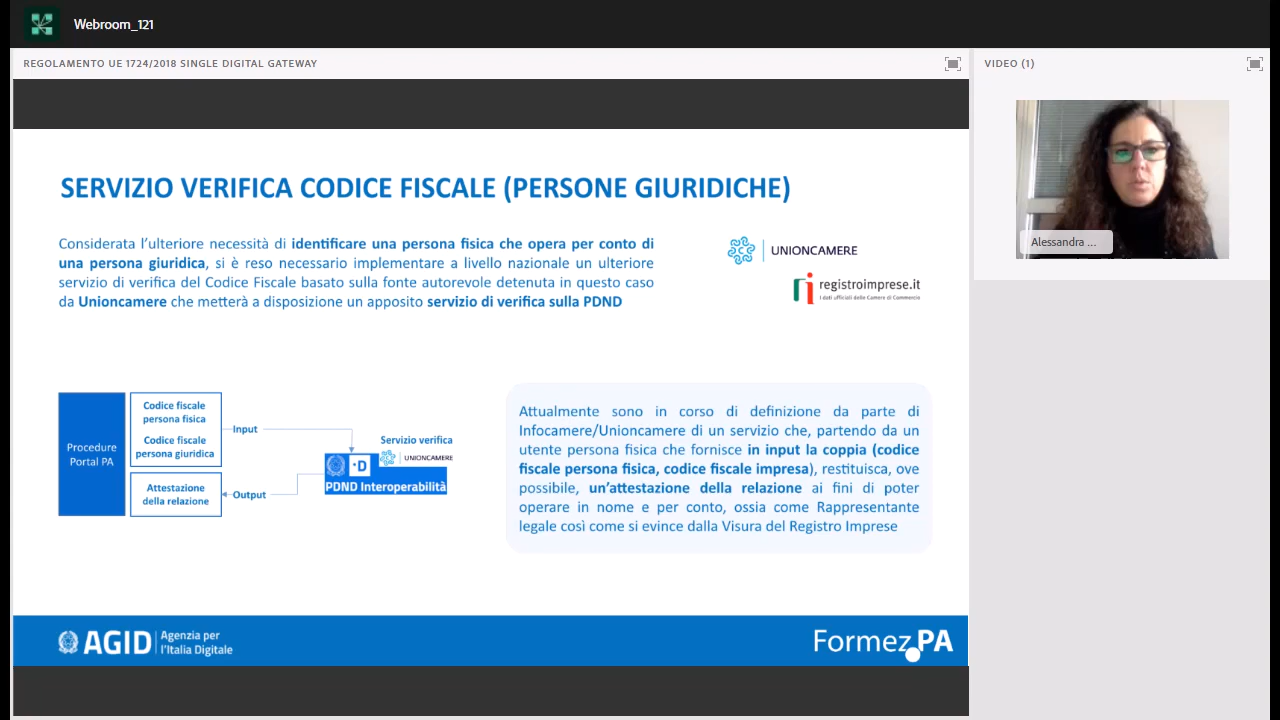 Webroom_121
REGOLAMENTO UE 1724/2018 SINGLE DIGITAL GATEWAY
VIDEO (1)
SERVIZIO VERIFICA CODICE FISCALE (PERSONE GIURIDICHE)
Considerata l'ulteriore necessità di identificare una persona fisica che opera per conto di
una persona giuridica, si è reso necessario implementare a livello nazionale un ulteriore
servizio di verifica del Codice Fiscale basato sulla fonte autorevole detenuta in questo caso
da Unioncamere che metterà a disposizione un apposito servizio di verifica sulla PDND
UNIONCAMERE
registroimprese.it
I dati ufficiali delle Camere di Commercio
Alessandra ...
Procedure
Portal PA
Codice fiscale
persona fisica
Codice fiscale
persona giuridica
Attestazione
della relazione
Input
Output
Servizio verifica
UNIONCAMERE
D
PDND Interoperabilità
Attualmente sono in corso di definizione da parte di
Infocamere/Unioncamere di un servizio che, partendo da un
utente persona fisica che fornisce in input la coppia (codice
fiscale persona fisica, codice fiscale impresa), restituisca, ove
possibile, un'attestazione della relazione ai fini di poter
operare in nome e per conto, ossia come Rappresentante
legale così come si evince dalla Visura del Registro Imprese
AGID Agenzia per
l'Italia Digitale
Formez PA